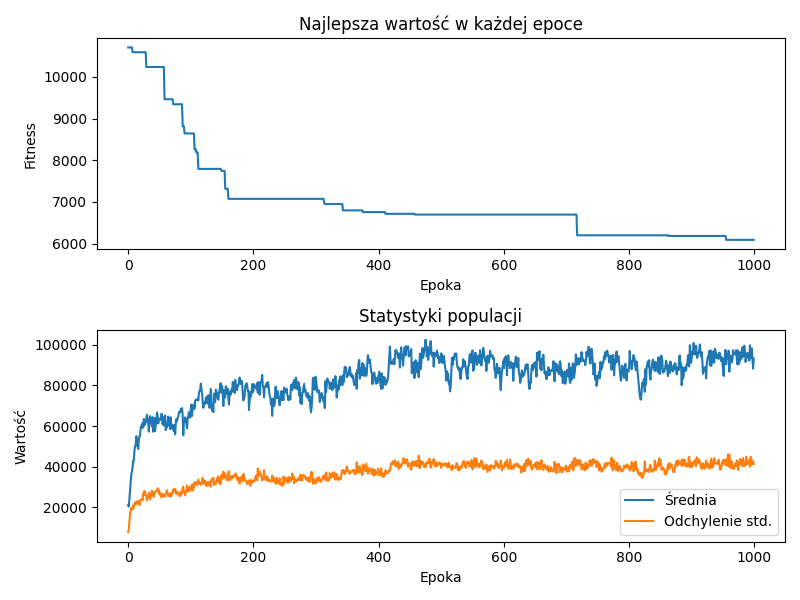 Najlepsza wartość w każdej epoce
Fitness
10000
9000
8000
7000
6000
0 200 400 600 800 1000
Epoka
Statystyki populacji
Wartość
100000
80000
60000
40000
20000
Średnia
Odchylenie std.
0 200 400 600 800 1000
Epoka